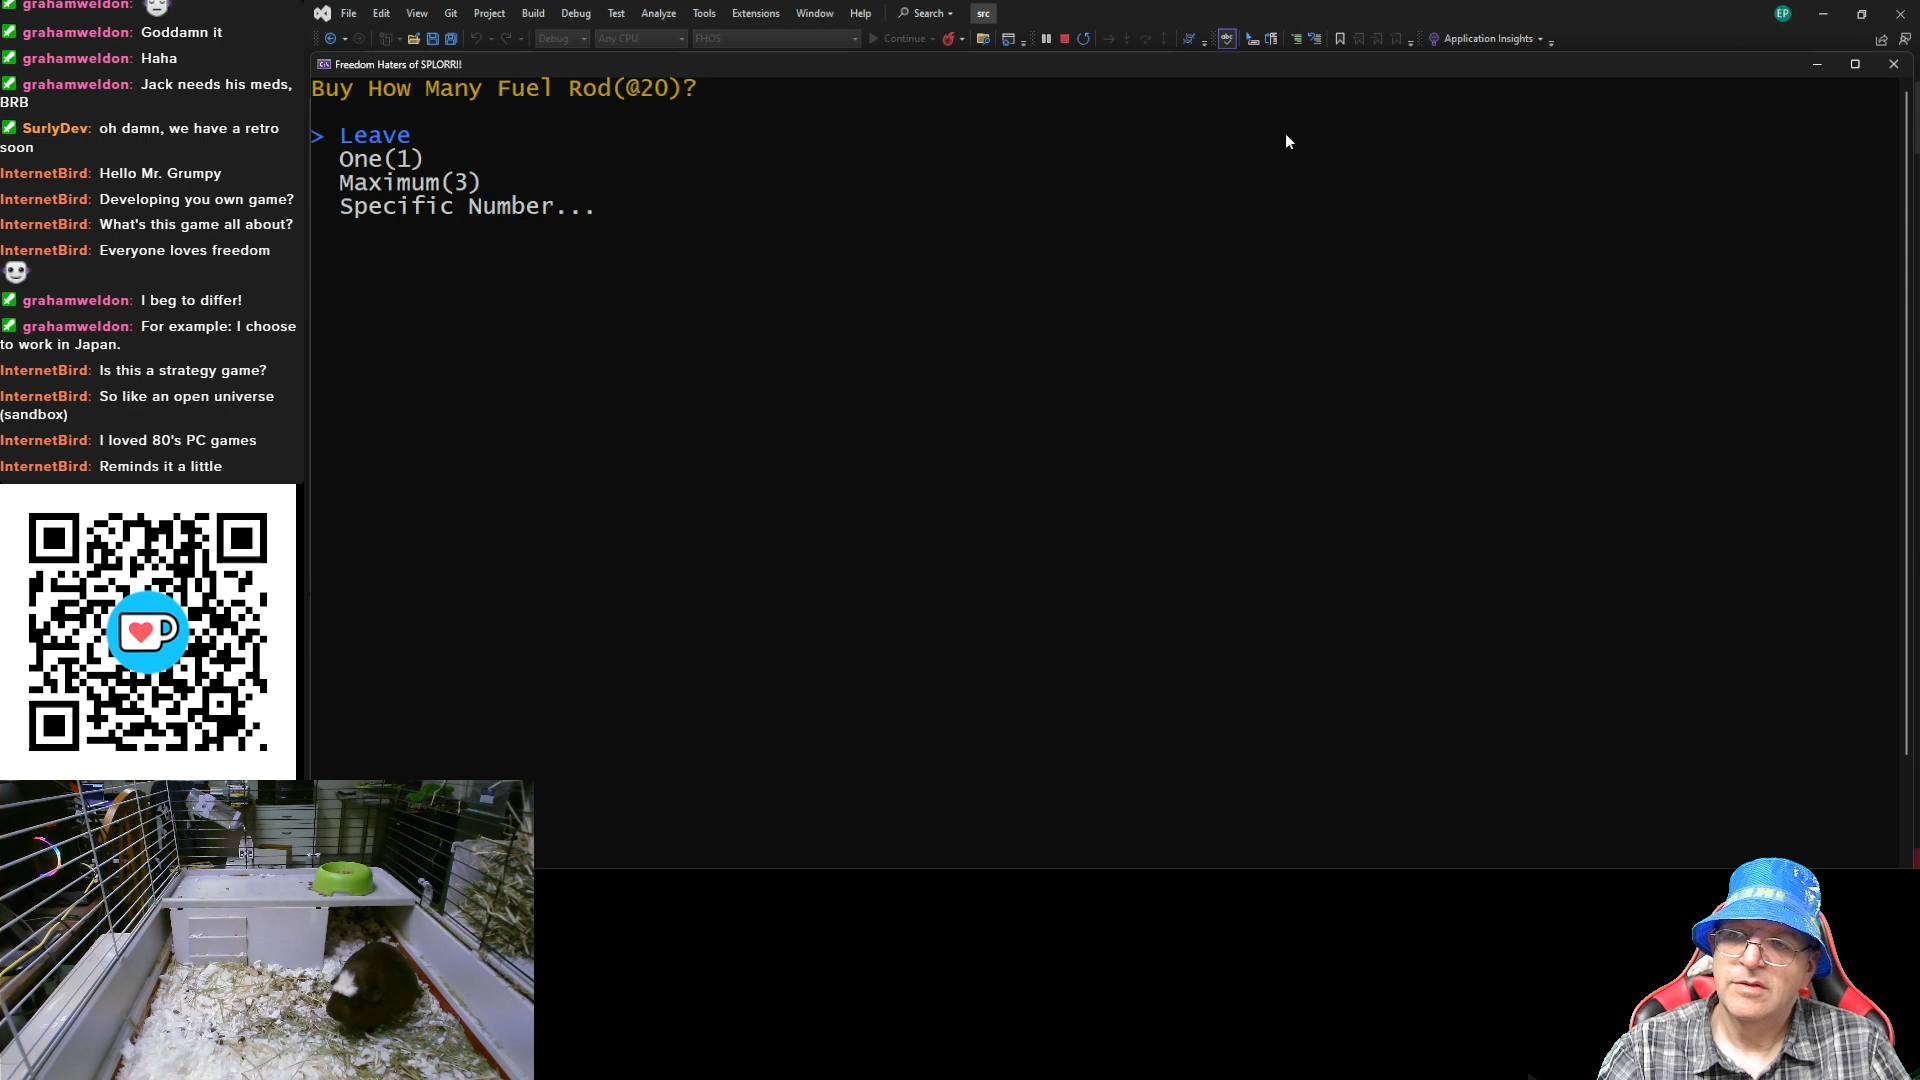 grahamweldon:
grahamweldon: Goddamn it
grahamweldon: Haha
grahamweldon: Jack needs his meds,
BRB
SurlyDev: oh damn, we have a retro
soon
InternetBird: Hello Mr. Grumpy
InternetBird: Developing you own game?
InternetBird: What's this game all about?
InternetBird: Everyone loves freedom
grahamweldon: I beg to differ!
grahamweldon: For example: I choose
to work in Japan.
InternetBird: Is this a strategy game?
InternetBird: So like an open universe
(sandbox)
InternetBird: I loved 80's PC games
InternetBird: Reminds it a little
File Edit View Git Project Build Debug Test Analyze Tools Extensions Window Help Search src EP
Debug Any CPU FHOS Continue Application Insights
Freedom Haters of SPLORR!!
Buy How Many Fuel Rod(@20)?
> Leave
One(1)
Maximum(3)
Specific Number...